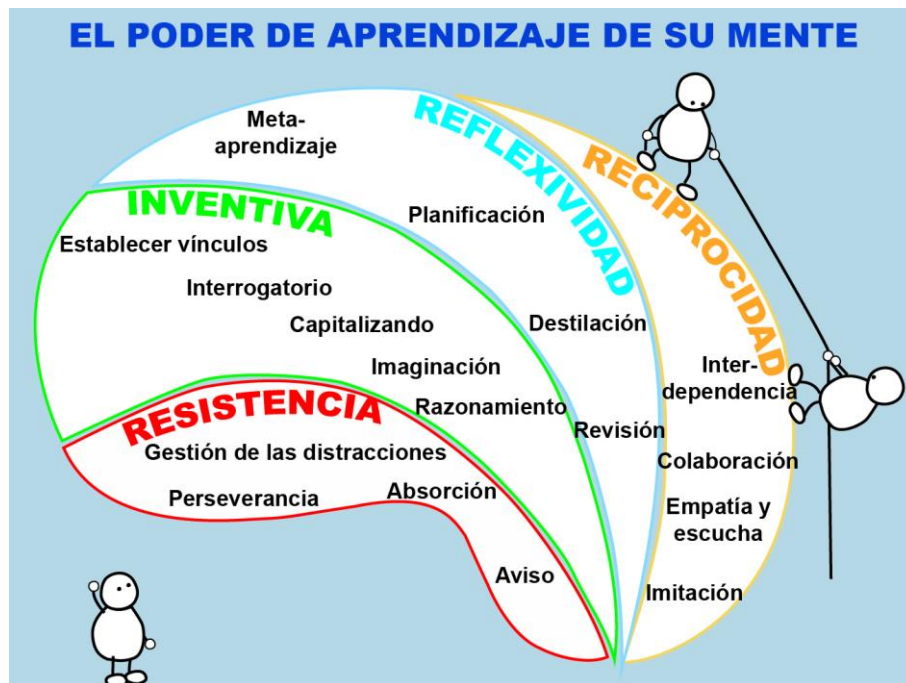 EL PODER DE APRENDIZAJE DE SU MENTE
Meta-
aprendizaje
REFLEXIVIDAD
Planificación
Destilación
Revisión
INVENTIVA
Establecer vínculos
Interrogatorio
Capitalizando
Imaginación
Razonamiento
RESISTENCIA
Gestión de las distracciones
Perseverancia
Absorción
Aviso
RECIPROCIDAD
Inter-
dependencia
Colaboración
Empatía y
escucha
Imitación